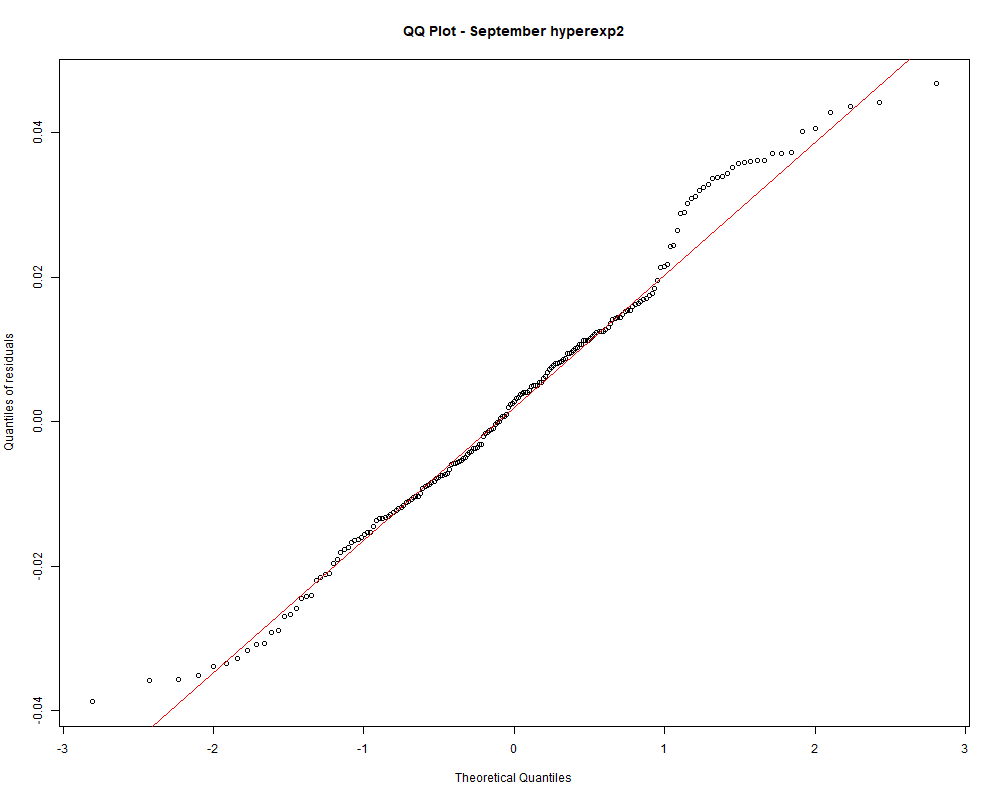 QQ Plot - September hyperexp2
Quantiles of residuals
0.04
0.02
0.00
-0.02
-0.04
-3 -2 -1 0 1 2 3
Theoretical Quantiles